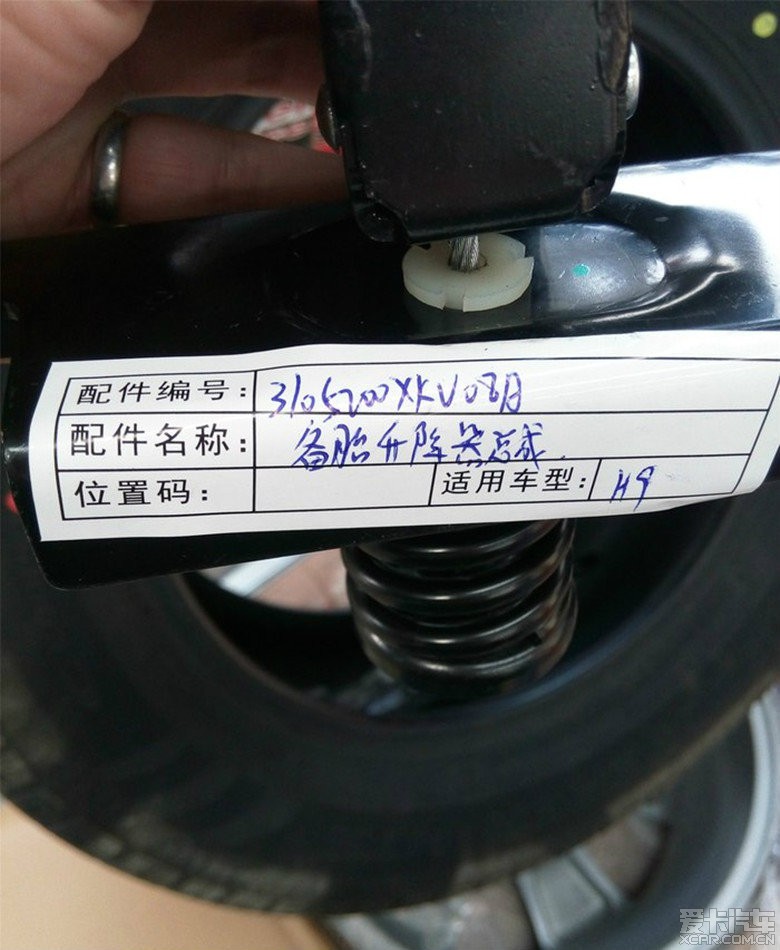 配件编号: 3105200XKV08A
配件名称: 备胎升降器总成.
位置码: 适用车型: H9
爱卡汽车
XCAR.COM.CN